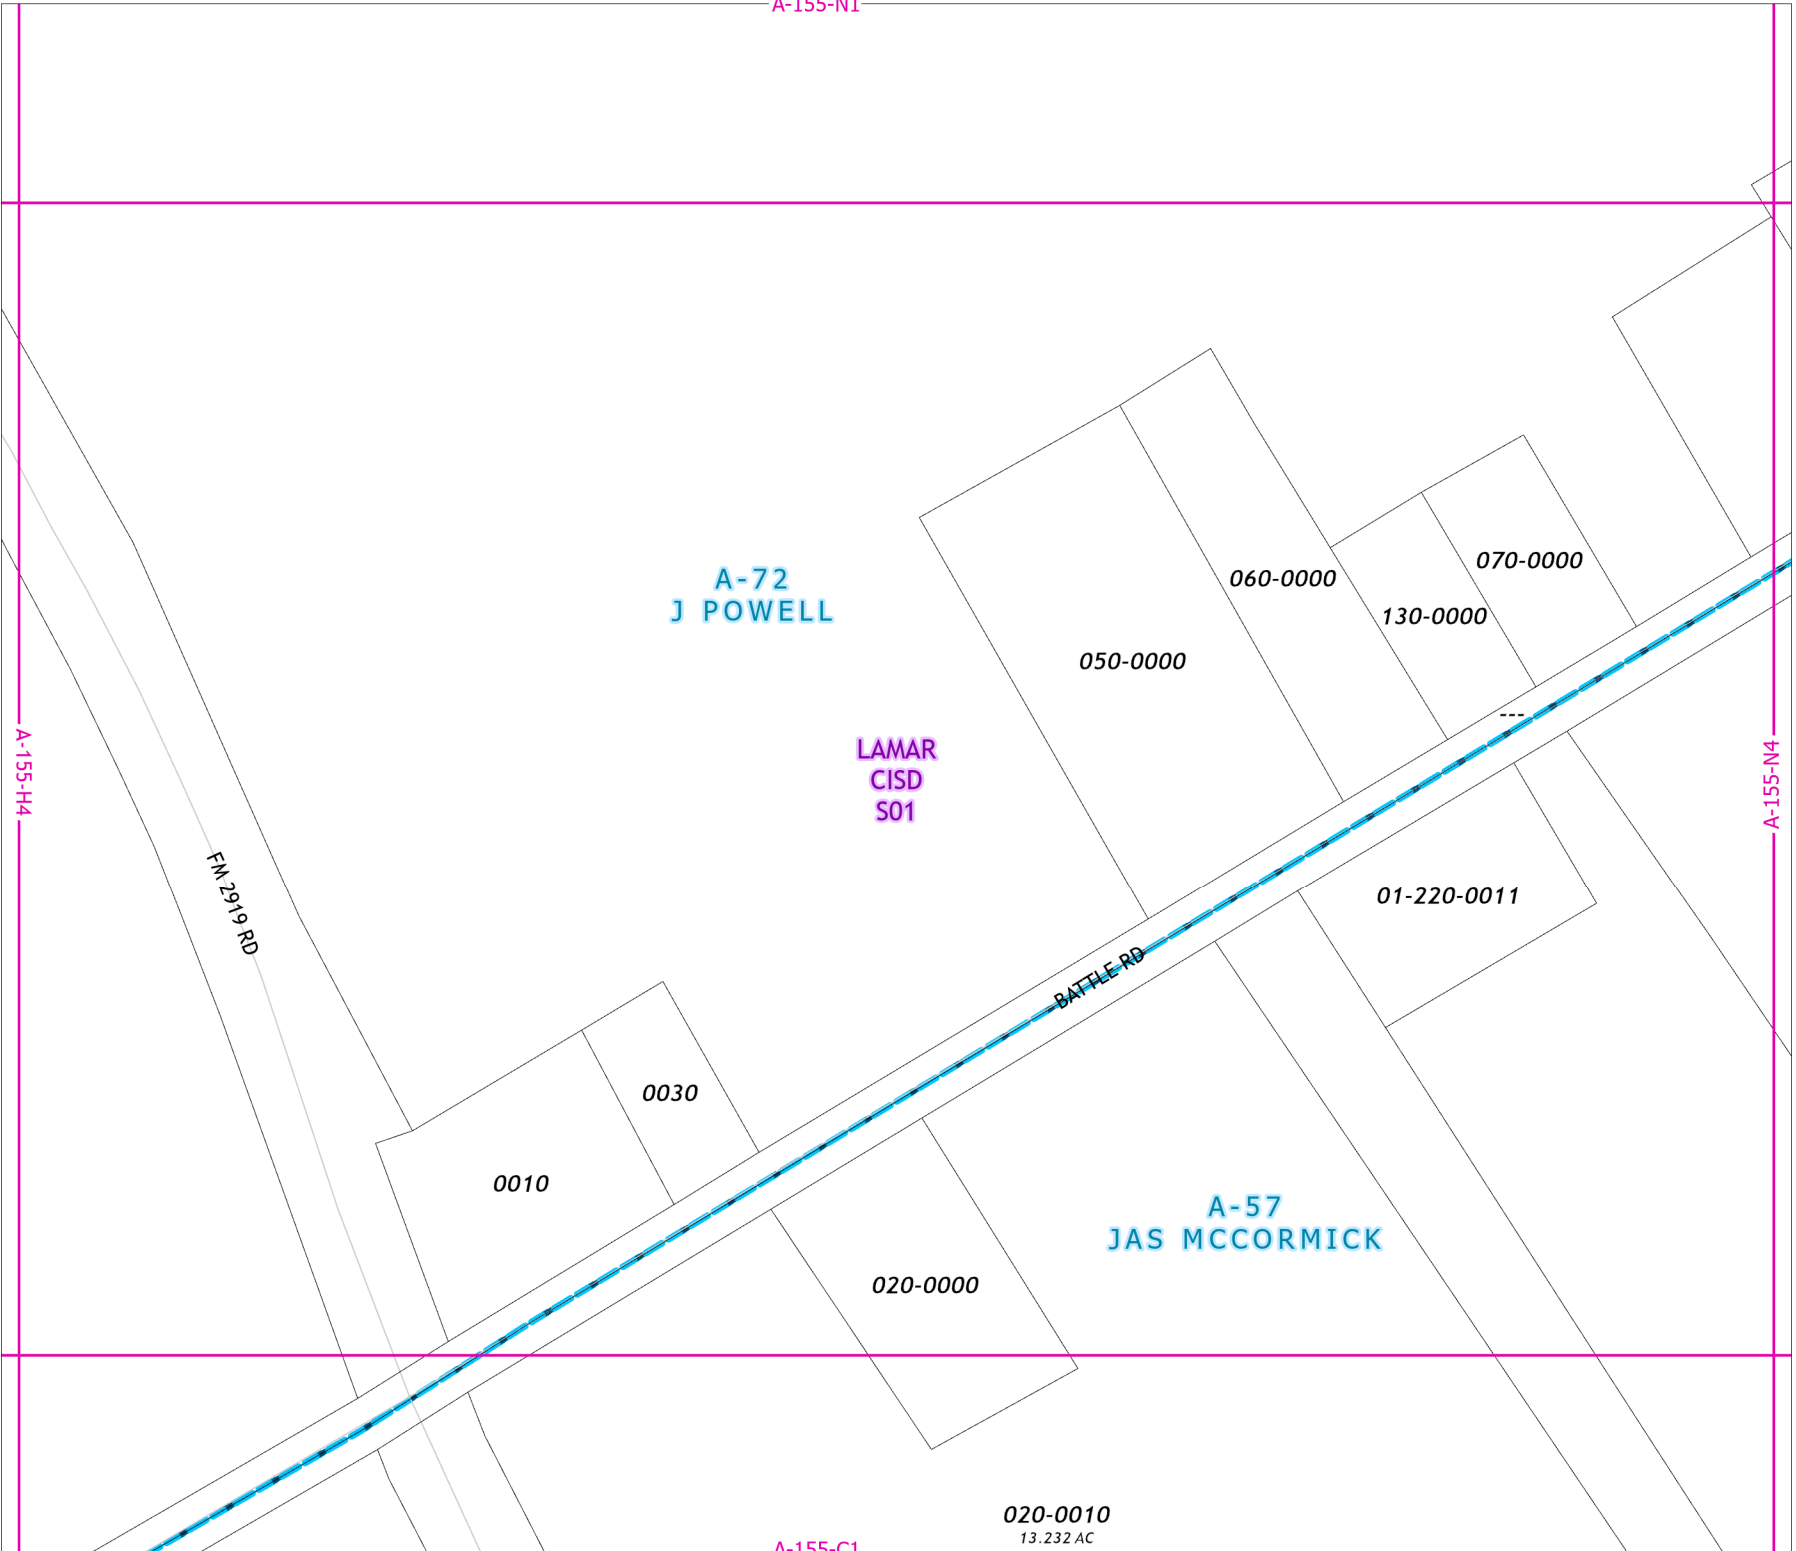 A-155-N1
070-0000
A-72
J POWELL
060-0000
130-0000
050-0000
---
LAMAR
CISD
S01
A-155-H4
A-155-N4
FM 2919 RD
01-220-0011
BATTLE RD
0030
0010
A-57
JAS MCCORMICK
020-0000
020-0010
13.232 AC
A-155-C1